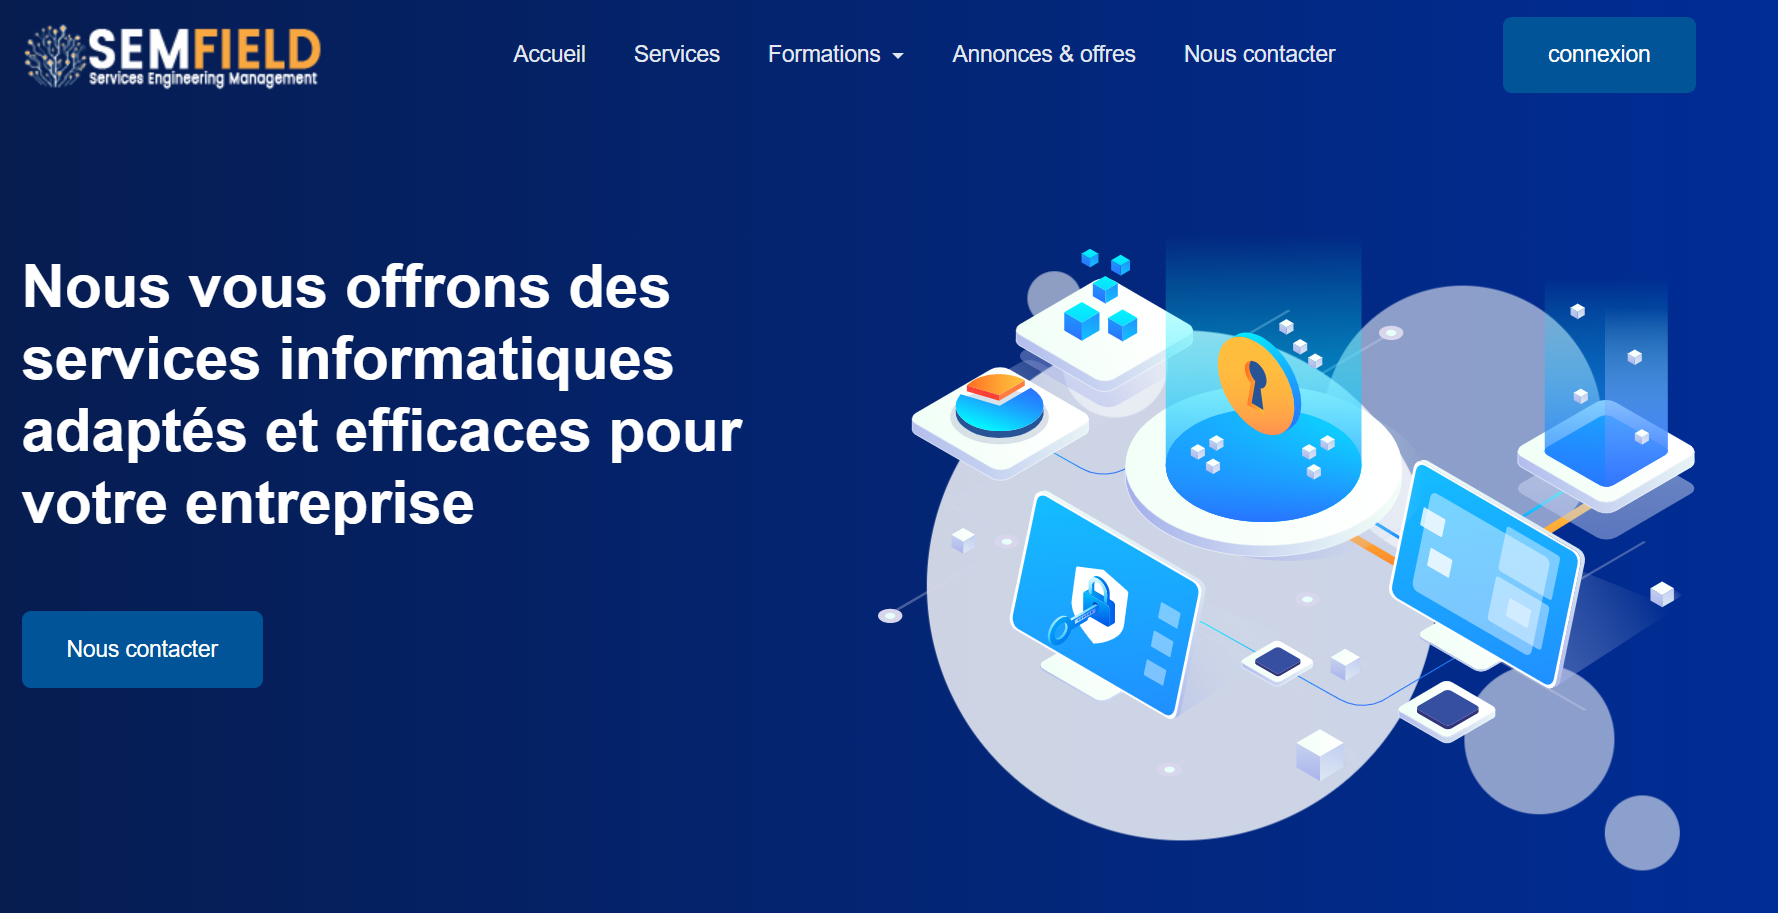 SEMFIELD
Services Engineering Management
Accueil
Services
Formations
Annonces & offres
Nous contacter
connexion
Nous vous offrons des
services informatiques
adaptés et efficaces pour
votre entreprise
Nous contacter